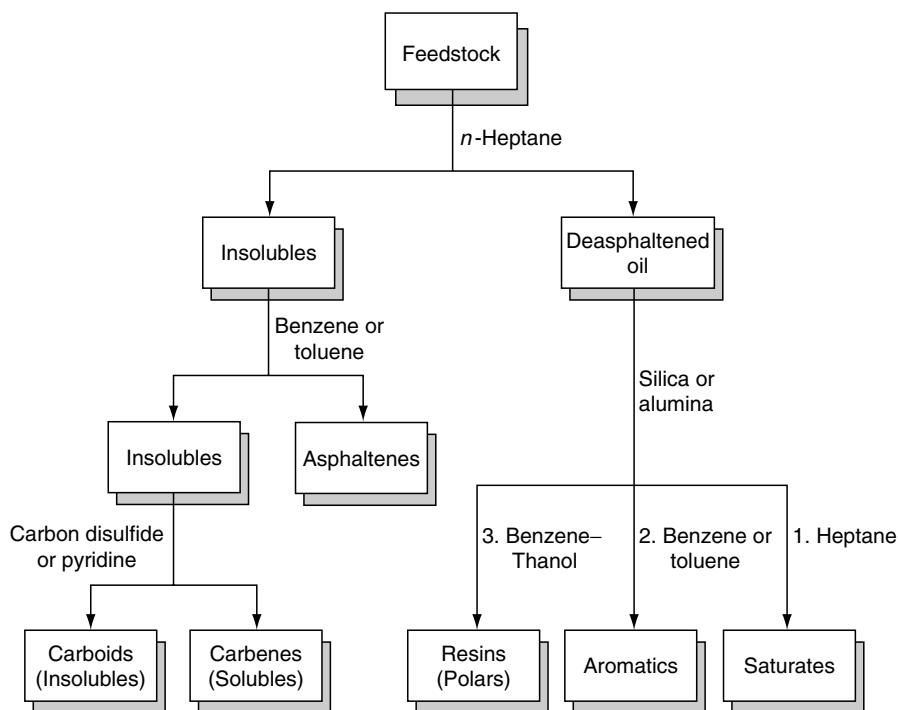 Feedstock
n-Heptane
Insolubles
Deasphaltened
oil
Benzene or
toluene
Silica or
alumina
Insolubles
Asphaltenes
Carbon disulfide
or pyridine
3. Benzene–
Thanol
2. Benzene or
toluene
1. Heptane
Carboids
(Insolubles)
Carbenes
(Solubles)
Resins
(Polars)
Aromatics
Saturates